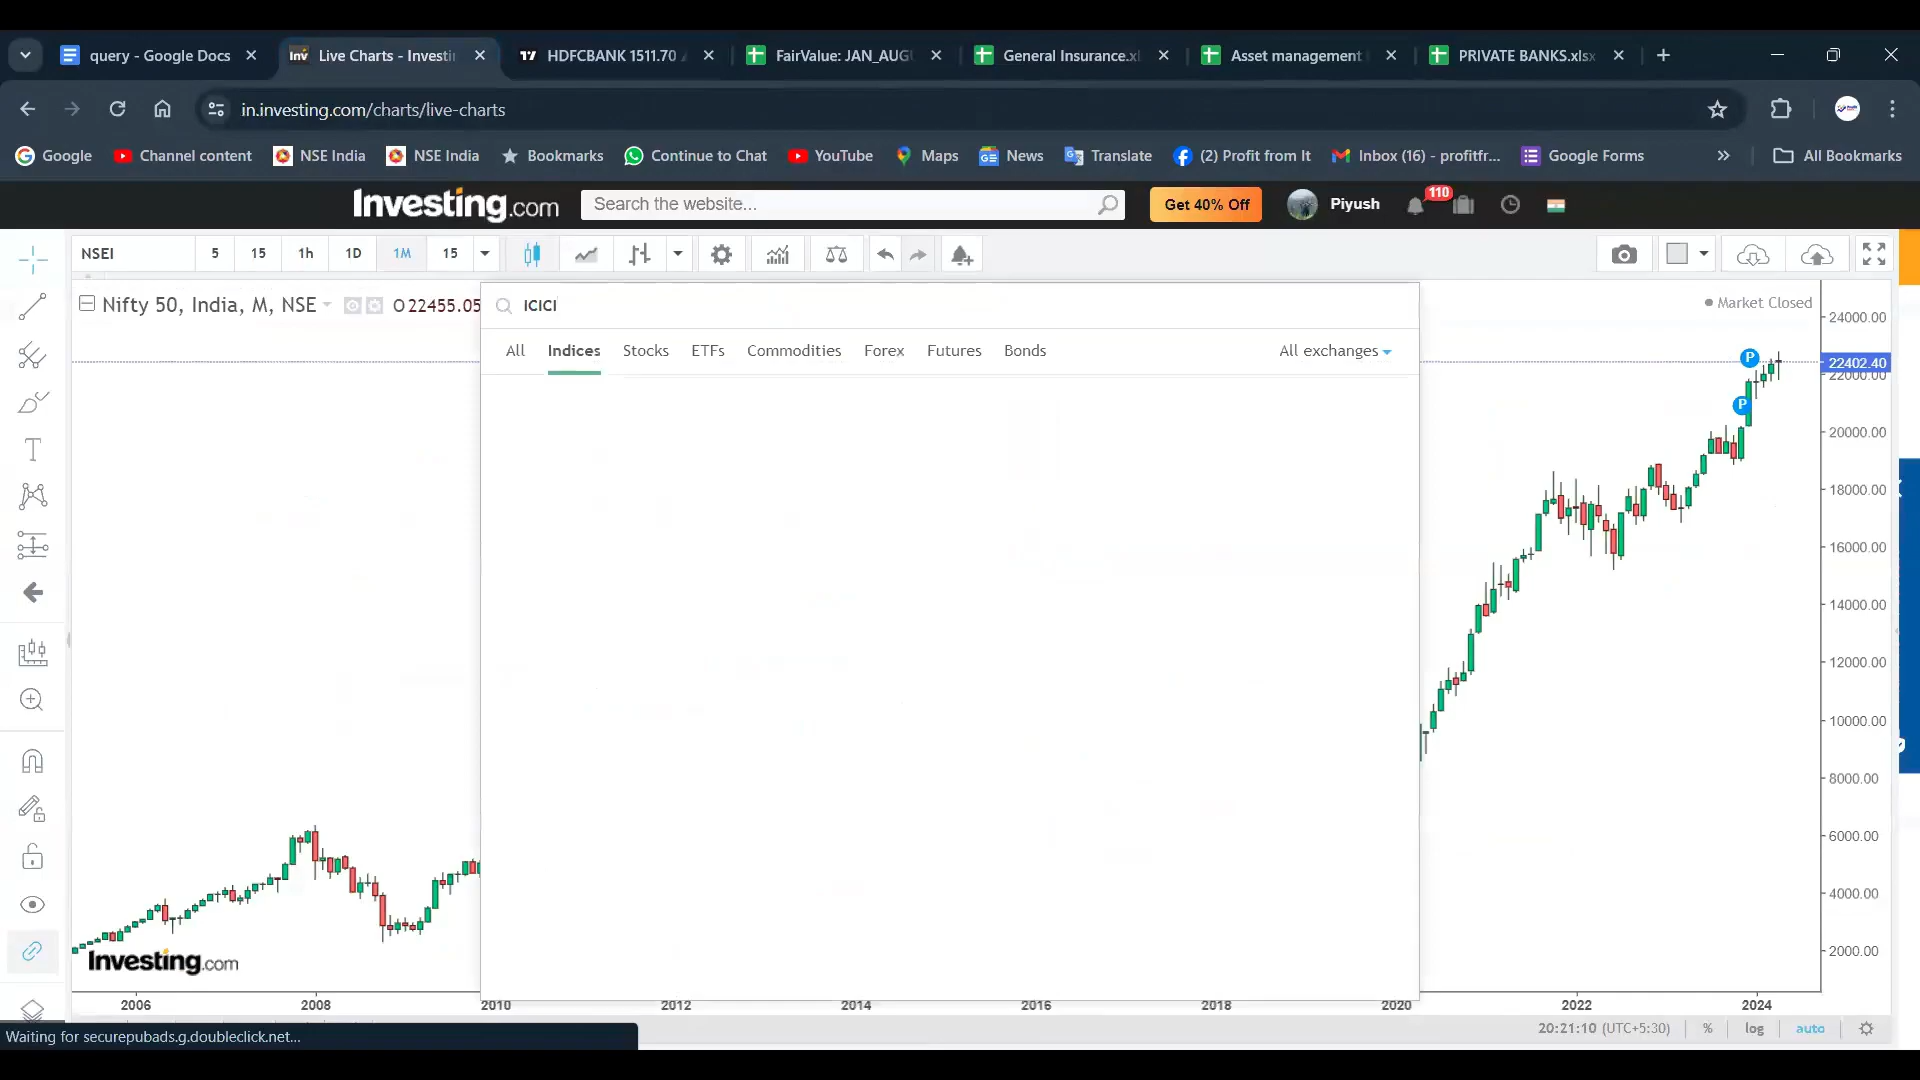 query - Google Docs
Live Charts - Investi
HDFCBANK 1511.70
FairValue: JAN_AUG
General Insurance.xl
Asset management
PRIVATE BANKS.xlsx
in.investing.com/charts/live-charts
Google
Channel content
NSE India
NSE India
Bookmarks
Continue to Chat
YouTube
Maps
News
Translate
(2) Profit from It
Inbox (16) - profitfr...
Google Forms
All Bookmarks
Investing.com
Search the website...
Get 40% Off
Piyush
110
NSEI
5
15
1h
1D
1M
15
Nifty 50, India, M, NSE
O22455.05
ICICI
Market Closed
All
Indices
Stocks
ETFs
Commodities
Forex
Futures
Bonds
All exchanges
24000.00
P
22402.40
22000.00
P
20000.00
18000.00
16000.00
14000.00
12000.00
10000.00
8000.00
6000.00
4000.00
2000.00
Investing.com
2006
2008
2010
2012
2014
2016
2018
2020
2022
2024
20:21:10 (UTC+5:30)
%
log
auto
Waiting for securepubads.g.doubleclick.net...